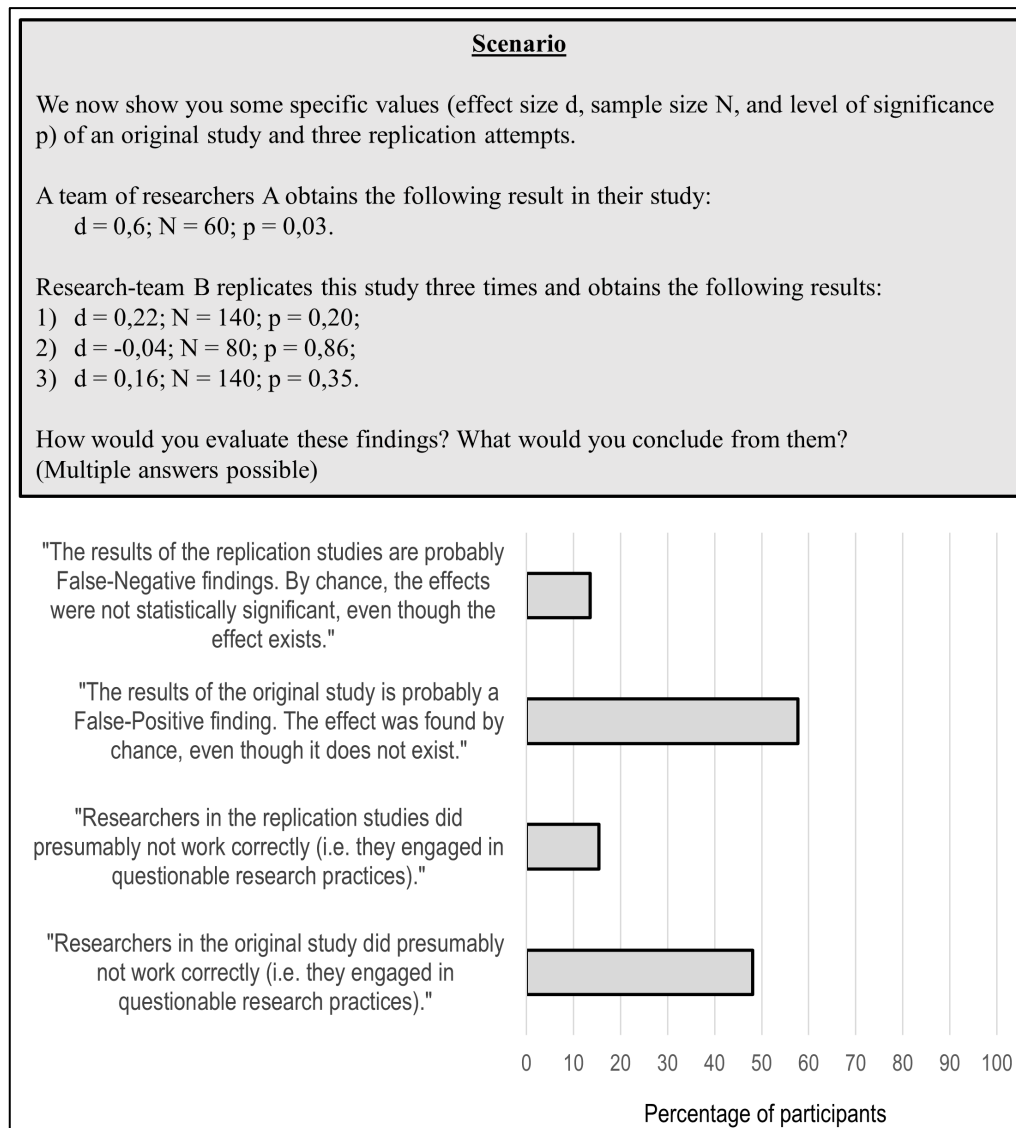 Scenario
We now show you some specific values (effect size d, sample size N, and level of significance
p) of an original study and three replication attempts.
A team of researchers A obtains the following result in their study:
d = 0,6; N = 60; p = 0,03.
Research-team B replicates this study three times and obtains the following results:
1) d = 0,22; N = 140; p = 0,20;
2) d = -0,04; N = 80; p = 0,86;
3) d = 0,16; N = 140; p = 0,35.
How would you evaluate these findings? What would you conclude from them?
(Multiple answers possible)
"The results of the replication studies are probably
False-Negative findings. By chance, the effects
were not statistically significant, even though the
effect exists."
"The results of the original study is probably a
False-Positive finding. The effect was found by
chance, even though it does not exist."
"Researchers in the replication studies did
presumably not work correctly (i.e. they engaged in
questionable research practices)."
"Researchers in the original study did presumably
not work correctly (i.e. they engaged in
questionable research practices)."
0 10 20 30 40 50 60 70 80 90 100
Percentage of participants